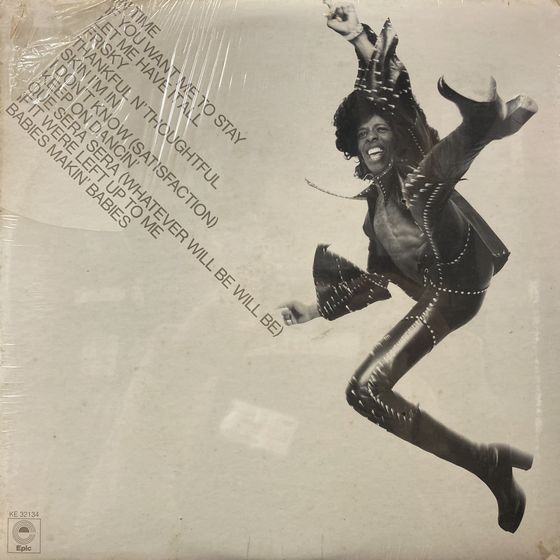 IN TIME
IF YOU WANT ME TO STAY
LET ME HAVE IT ALL
FRISKY
THANKFUL N' THOUGHTFUL
SKIN I'M IN
I DON'T KNOW (SATISFACTION)
KEEP ON DANCIN'
QUE SERA, SERA (WHATEVER WILL BE WILL BE)
IF IT WERE LEFT UP TO ME
BABIES MAKIN' BABIES
KE 32134
Epic